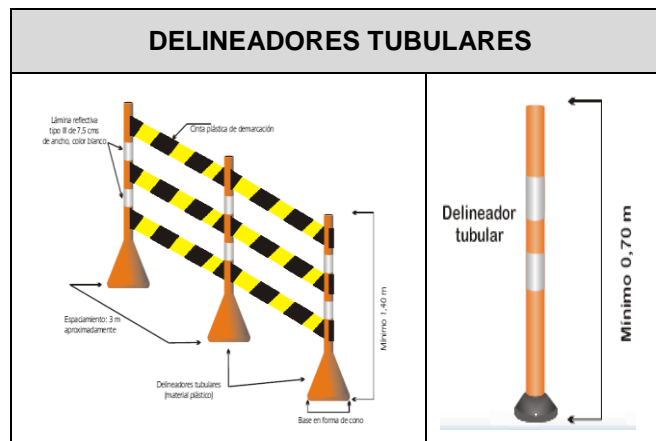 DELINEADORES TUBULARES
Lámina reflectiva
tipo III de 7,5 cms
de ancho, color blanco
Cinta plástica de demarcación
Espaciamiento: 3 m
aproximadamente
Mínimo 1,40 m
Delineadores tubulares
(material plástico)
Base en forma de cono
Delineador
tubular
Mínimo 0,70 m